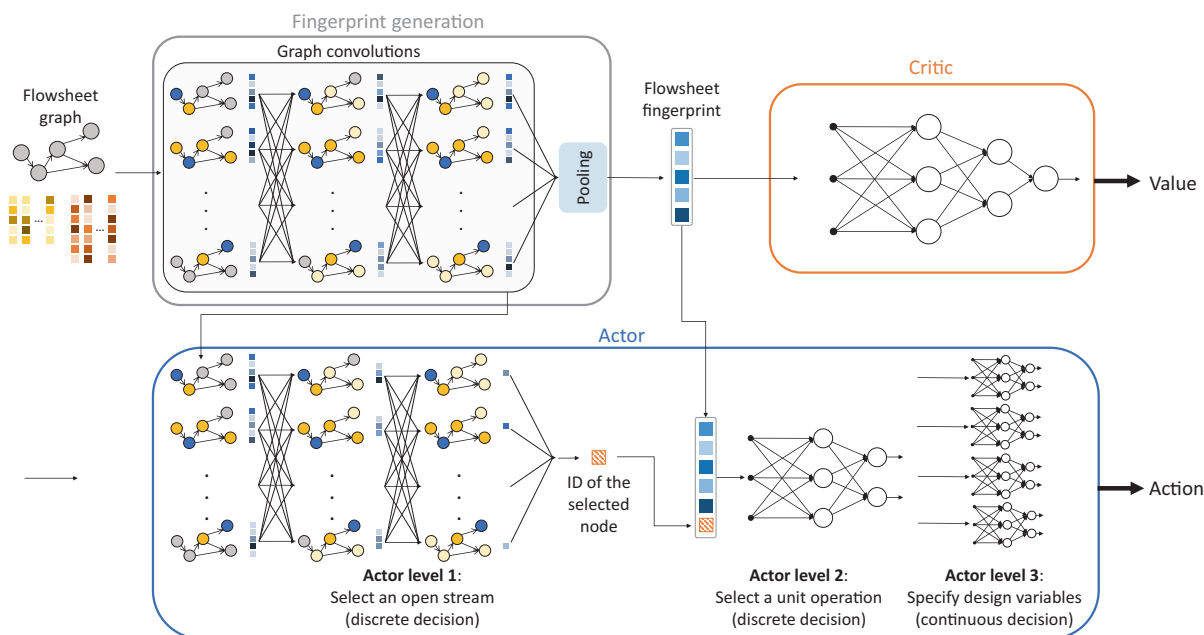 Fingerprint generation
Graph convolutions
Flowsheet
graph
...
...
Pooling
Flowsheet
fingerprint
Critic
Value
Actor
ID of the
selected
node
Action
Actor level 1:
Select an open stream
(discrete decision)
Actor level 2:
Select a unit operation
(discrete decision)
Actor level 3:
Specify design variables
(continuous decision)